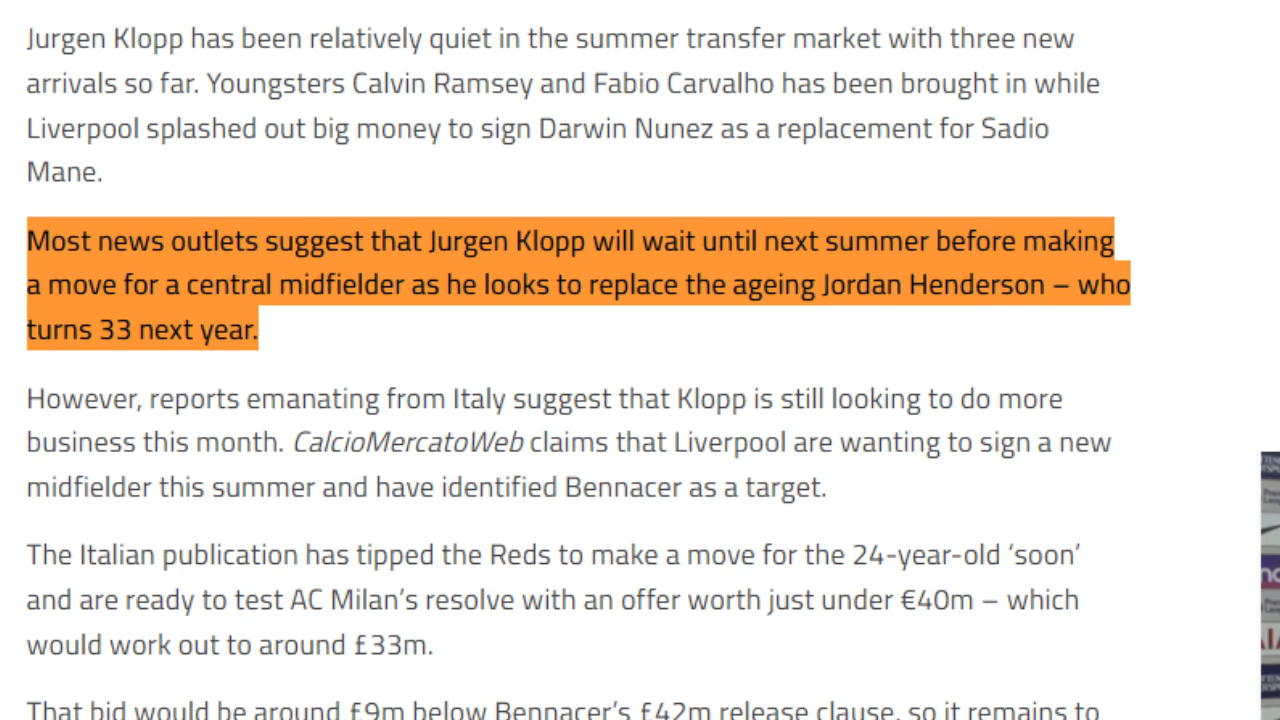 Jurgen Klopp has been relatively quiet in the summer transfer market with three new
arrivals so far. Youngsters Calvin Ramsey and Fabio Carvalho has been brought in while
Liverpool splashed out big money to sign Darwin Nunez as a replacement for Sadio
Mane.
Most news outlets suggest that Jurgen Klopp will wait until next summer before making
a move for a central midfielder as he looks to replace the ageing Jordan Henderson – who
turns 33 next year.
However, reports emanating from Italy suggest that Klopp is still looking to do more
business this month. CalcioMercatoWeb claims that Liverpool are wanting to sign a new
midfielder this summer and have identified Bennacer as a target.
The Italian publication has tipped the Reds to make a move for the 24-year-old ‘soon’
and are ready to test AC Milan’s resolve with an offer worth just under €40m – which
would work out to around £33m.
That bid would be around £9m below Bennacer’s £42m release clause, so it remains to